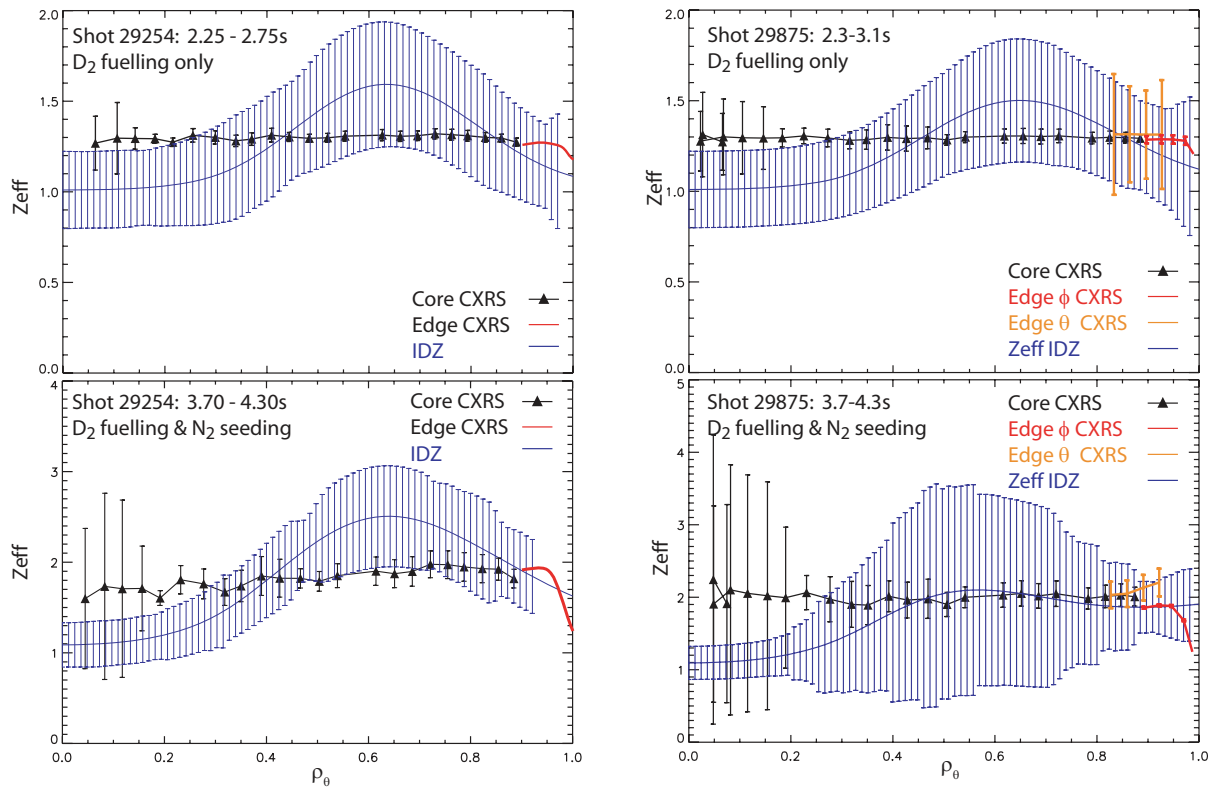 Shot 29254: 2.25 - 2.75s
D₂ fuelling only
Zeff
2.0
1.5
1.0
0.5
0.0
Core CXRS
Edge CXRS
IDZ
Shot 29875: 2.3-3.1s
D₂ fuelling only
Zeff
2.0
1.5
1.0
0.5
0.0
Core CXRS
Edge ϕ CXRS
Edge θ CXRS
Zeff IDZ
Shot 29254: 3.70 - 4.30s
D₂ fuelling & N₂ seeding
Zeff
4
3
2
1
0
Core CXRS
Edge CXRS
IDZ
0.0 0.2 0.4 0.6 0.8 1.0
ρθ
Shot 29875: 3.7-4.3s
D₂ fuelling & N₂ seeding
Zeff
5
4
3
2
1
0
Core CXRS
Edge ϕ CXRS
Edge θ CXRS
Zeff IDZ
0.0 0.2 0.4 0.6 0.8 1.0
ρθ